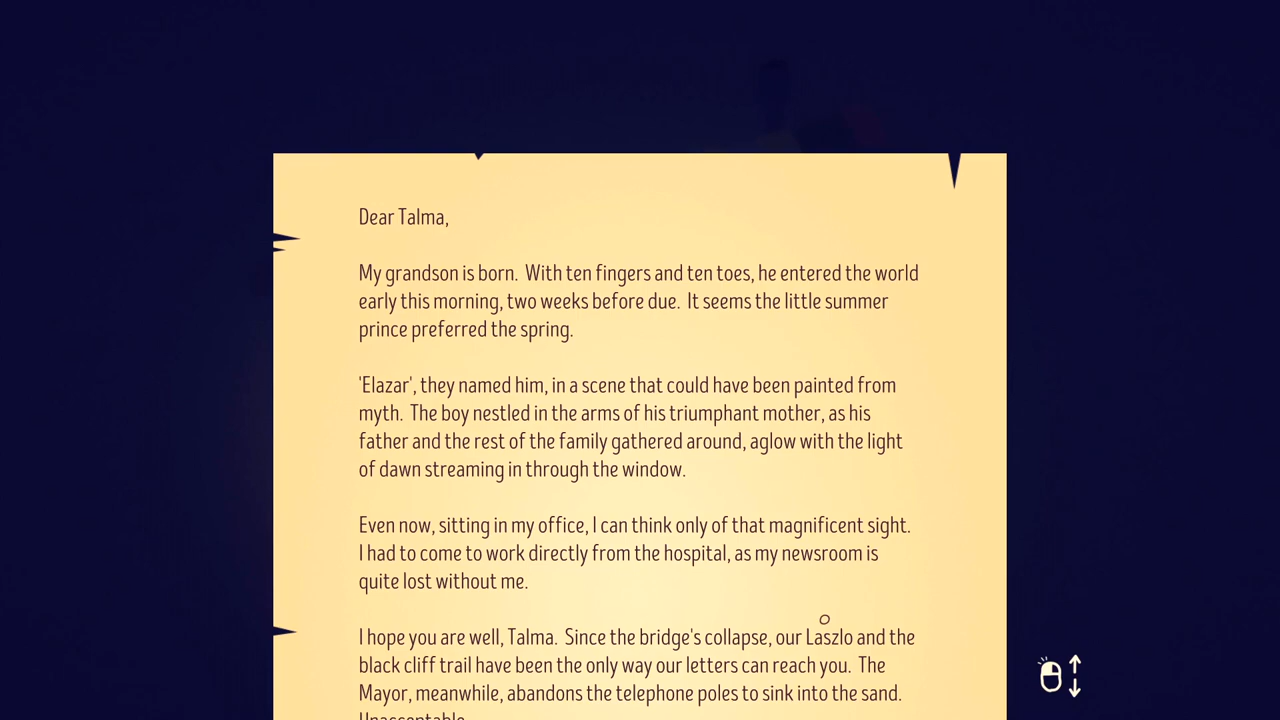 Dear Talma,
My grandson is born.  With ten fingers and ten toes, he entered the world
early this morning, two weeks before due.  It seems the little summer
prince preferred the spring.
'Elazar', they named him, in a scene that could have been painted from
myth.  The boy nestled in the arms of his triumphant mother, as his
father and the rest of the family gathered around, aglow with the light
of dawn streaming in through the window.
Even now, sitting in my office, I can think only of that magnificent sight.
I had to come to work directly from the hospital, as my newsroom is
quite lost without me.
I hope you are well, Talma.  Since the bridge's collapse, our Laszlo and the
black cliff trail have been the only way our letters can reach you.  The
Mayor, meanwhile, abandons the telephone poles to sink into the sand.
Unacceptable.